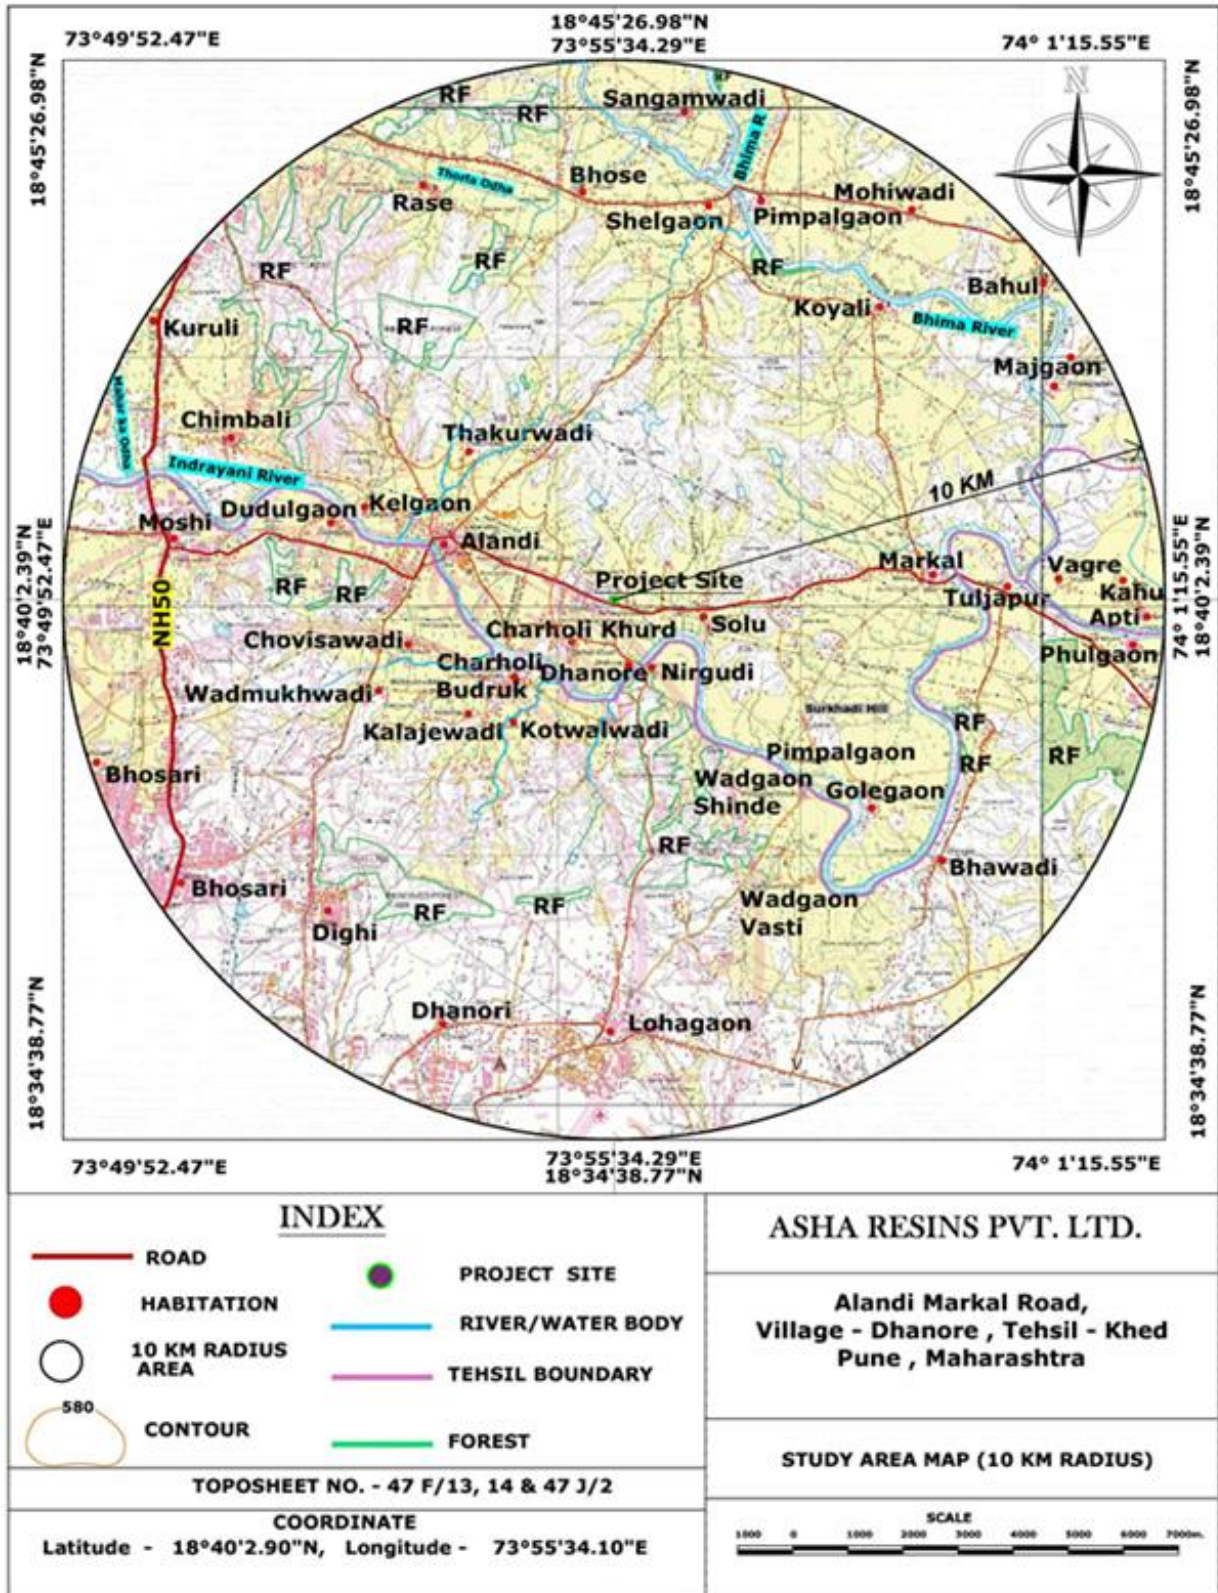 18°45'26.98"N
73°49'52.47"E
73°55'34.29"E
74° 1'15.55"E
18°45'26.98"N
18°45'26.98"N
N
RF
RF
RF
Sangamwadi
Bhima R
Thorla Odha
Rase
Bhose
Shelgaon
Pimpalgaon
Mohiwadi
RF
RF
RF
Bahul
Koyali
Bhima River
RF
Kuruli
Majgaon
Chimbali
Thakurwadi
Indrayani River
10 KM
Dudulgaon
Kelgaon
Moshi
Alandi
Markal
Vagre
Project Site
Tuljapur
Kahu
RF
RF
Apti
Solu
NH50
Charholi Khurd
Chovisawadi
Charholi
Budruk
Dhanore
Nirgudi
Phulgaon
Wadmukhwadi
Kalajewadi
Kotwalwadi
Surkhadi Hill
RF
Pimpalgaon
RF
RF
Bhosari
Wadgaon
Shinde
Golegaon
RF
Bhawadi
Bhosari
Wadgaon
Vasti
RF
RF
Dighi
Dhanori
Lohagaon
18°40'2.39"N
73°49'52.47"E
74° 1'15.55"E
18°40'2.39"N
18°34'38.77"N
18°34'38.77"N
73°49'52.47"E
73°55'34.29"E
18°34'38.77"N
74° 1'15.55"E
INDEX
ROAD
HABITATION
10 KM RADIUS
AREA
580
CONTOUR
PROJECT SITE
RIVER/WATER BODY
TEHSIL BOUNDARY
FOREST
TOPOSHEET NO. - 47 F/13, 14 & 47 J/2
COORDINATE
Latitude - 18°40'2.90"N, Longitude - 73°55'34.10"E
ASHA RESINS PVT. LTD.
Alandi Markal Road,
Village - Dhanore , Tehsil - Khed
Pune , Maharashtra
STUDY AREA MAP (10 KM RADIUS)
SCALE
1000 0 1000 2000 3000 4000 5000 6000 7000m.